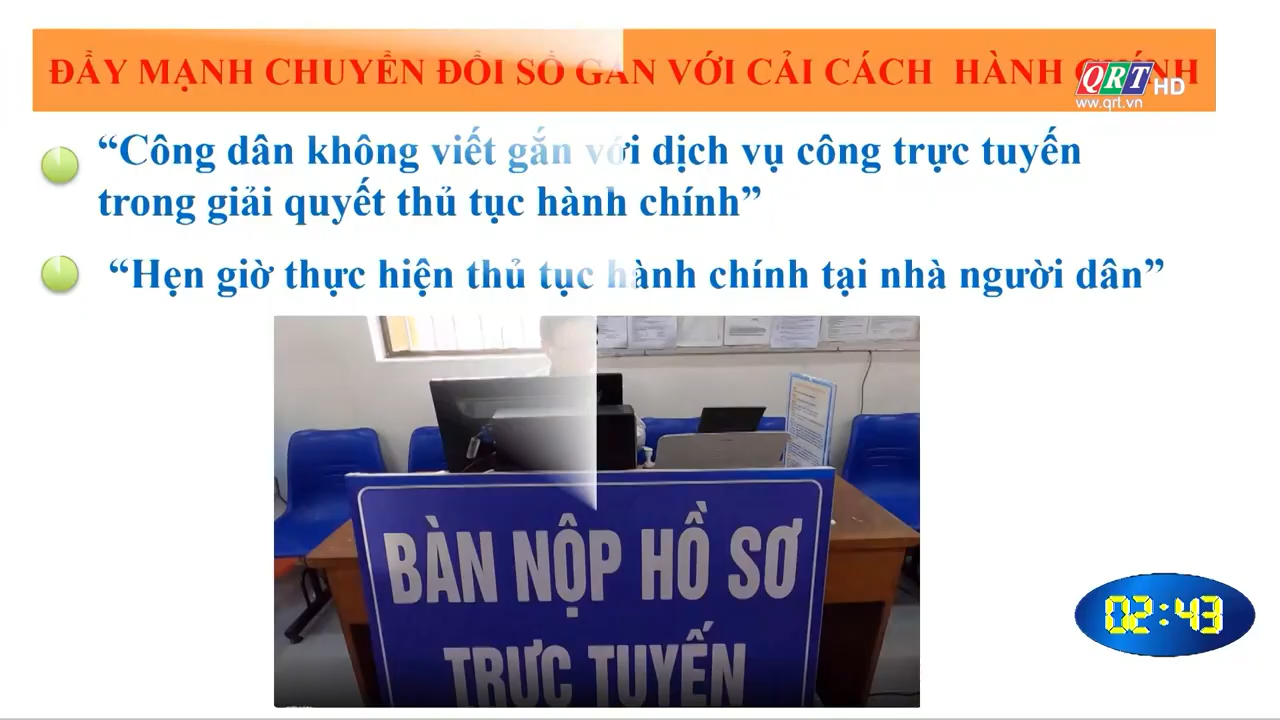 ĐẨY MẠNH CHUYỂN ĐỔI SỐ GẮN VỚI CẢI CÁCH HÀNH CHÍNH
QRT HD
ww.qrt.vn
“Công dân không viết gắn với dịch vụ công trực tuyến
trong giải quyết thủ tục hành chính”
“Hẹn giờ thực hiện thủ tục hành chính tại nhà người dân”
BÀN NỘP HỒ SƠ
TRỰC TUYẾN
02:43